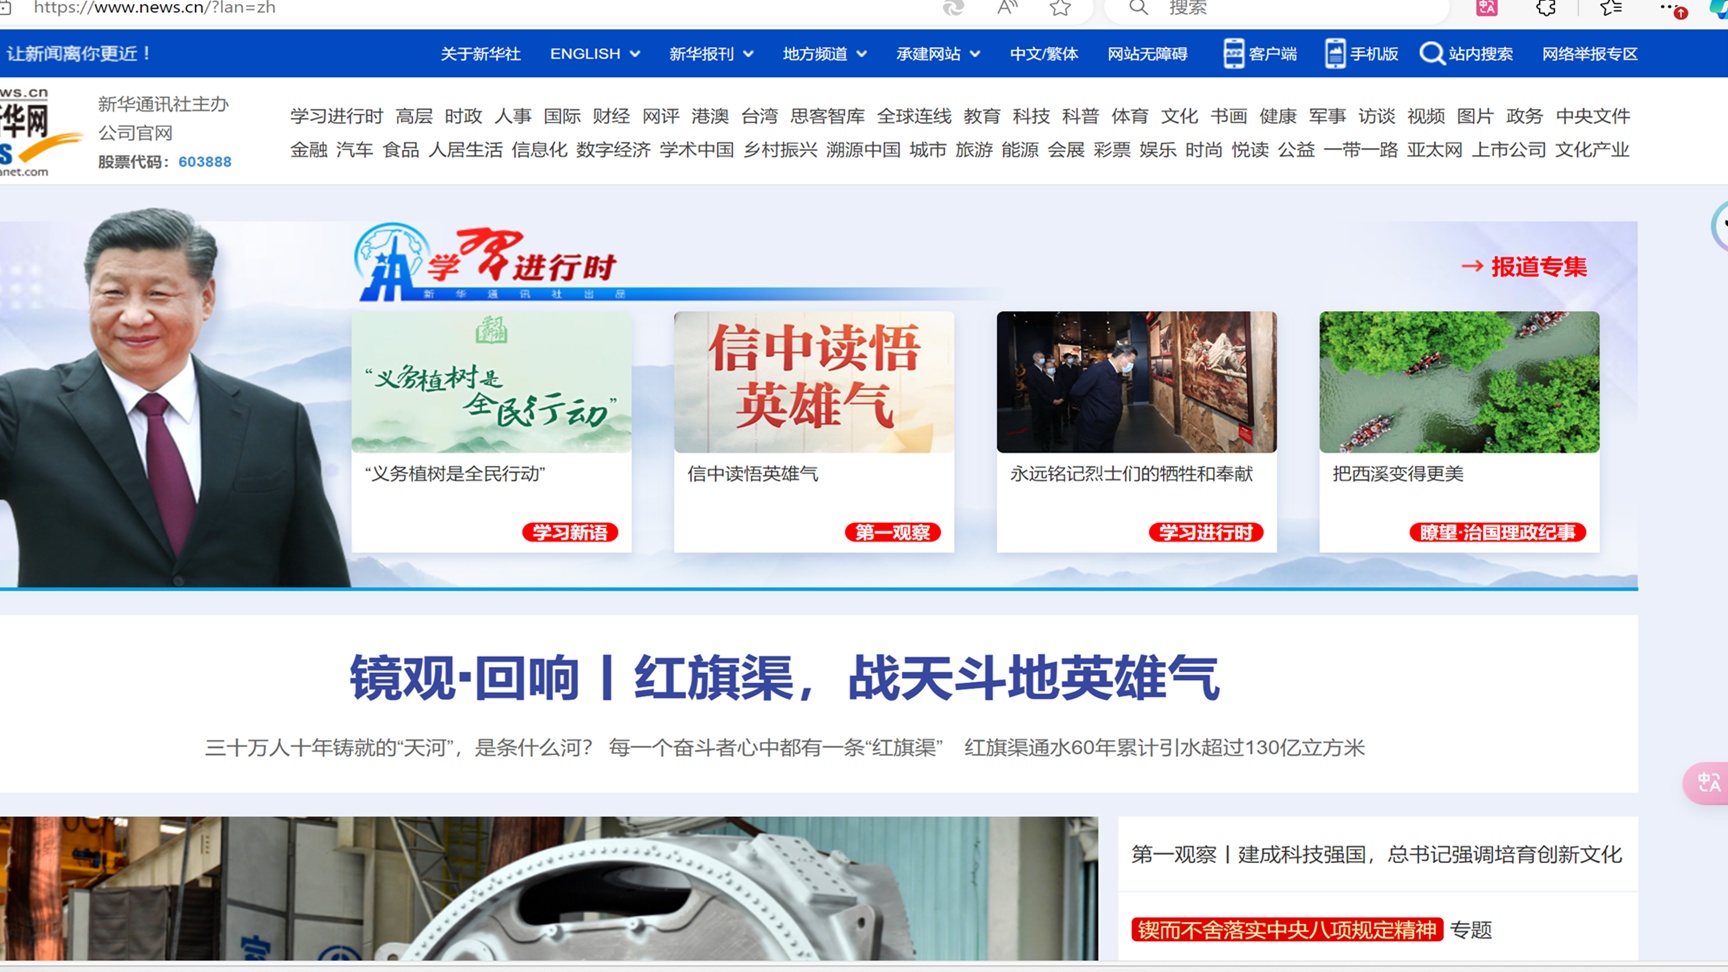 https://www.news.cn/?lan=zh
搜索
让新闻离你更近！
关于新华社 ENGLISH 新华报刊 地方频道 承建网站 中文/繁体 网站无障碍 客户端 手机版 站内搜索 网络举报专区
ws.cn
华网
S
anet.com
新华通讯社主办
公司官网
股票代码：603888
学习进行时 高层 时政 人事 国际 财经 网评 港澳 台湾 思客智库 全球连线 教育 科技 科普 体育 文化 书画 健康 军事 访谈 视频 图片 政务 中央文件
金融 汽车 食品 人居生活 信息化 数字经济 学术中国 乡村振兴 溯源中国 城市 旅游 能源 会展 彩票 娱乐 时尚 悦读 公益 一带一路 亚太网 上市公司 文化产业
学习进行时
新华通讯社出品
→ 报道专集
学习新语
“义务植树是
全民行动”
信中读悟
英雄气
“义务植树是全民行动”
信中读悟英雄气
永远铭记烈士们的牺牲和奉献
把西溪变得更美
学习新语
第一观察
学习进行时
瞭望·治国理政纪事
镜观·回响丨红旗渠，战天斗地英雄气
三十万人十年铸就的“天河”，是条什么河？ 每一个奋斗者心中都有一条“红旗渠” 红旗渠通水60年累计引水超过130亿立方米
第一观察丨建成科技强国，总书记强调培育创新文化
锲而不舍落实中央八项规定精神 专题